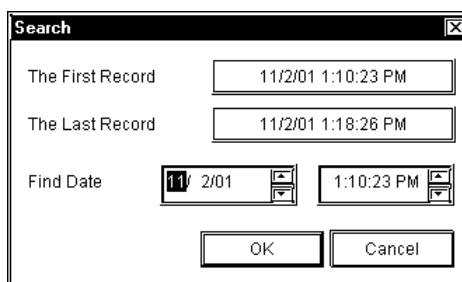 Search
The First Record 11/2/01 1:10:23 PM
The Last Record 11/2/01 1:18:26 PM
Find Date 11/ 2/01 1:10:23 PM
OK Cancel